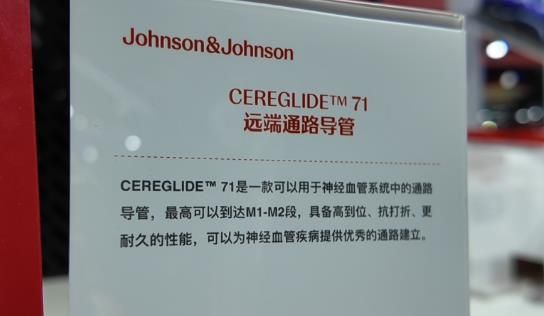 Johnson&Johnson
CEREGLIDE™ 71
远端通路导管
CEREGLIDE™ 71是一款可以用于神经血管系统中的通路
导管，最高可以到达M1-M2段，具备高到位、抗打折、更
耐久的性能，可以为神经血管疾病提供优秀的通路建立。